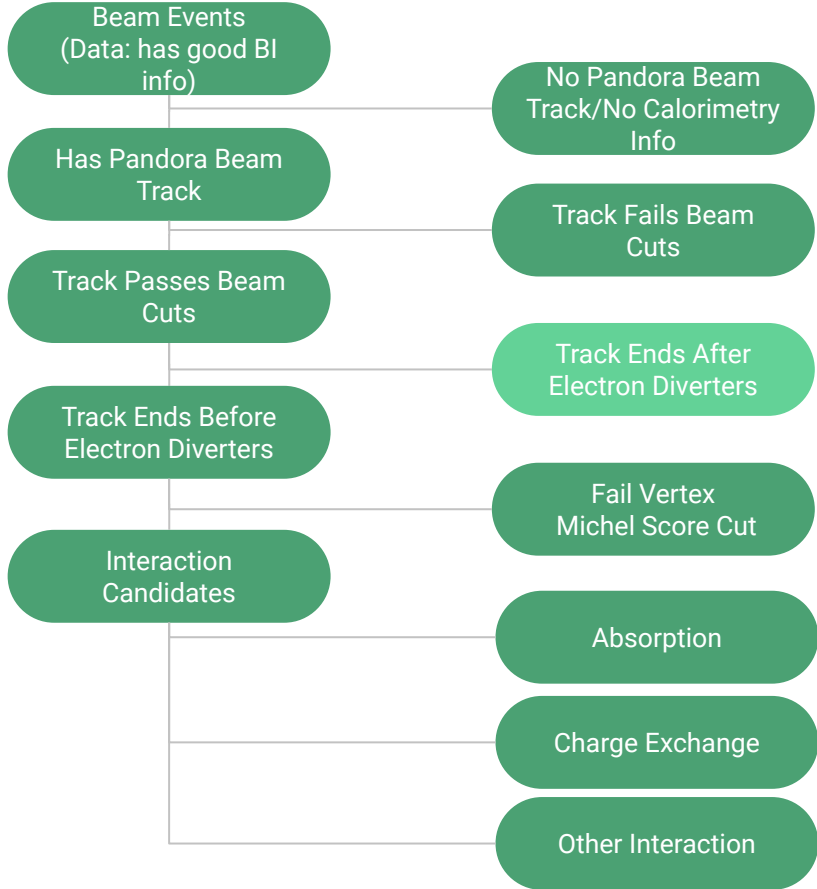 Beam Events
(Data: has good BI
info)
No Pandora Beam
Track/No Calorimetry
Info
Has Pandora Beam
Track
Track Fails Beam
Cuts
Track Passes Beam
Cuts
Track Ends After
Electron Diverters
Track Ends Before
Electron Diverters
Fail Vertex
Michel Score Cut
Interaction
Candidates
Absorption
Charge Exchange
Other Interaction